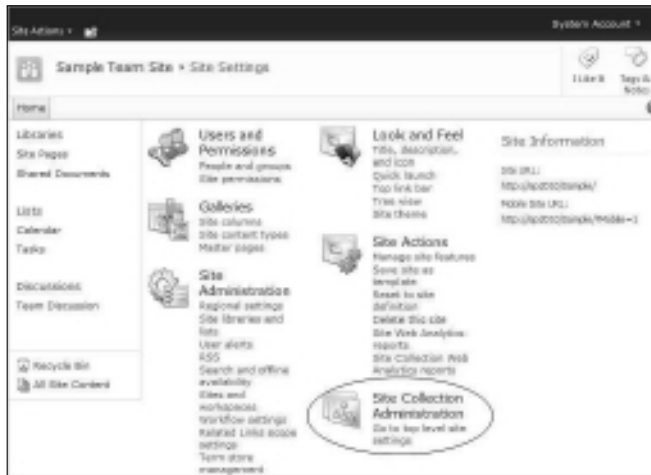 Site Actions
System Account
Sample Team Site • Site Settings
I Like It
Tags & Notes
Home
Libraries
Site Pages
Shared Documents
Lists
Calendar
Tasks
Discussions
Team Discussion
Recycle Bin
All Site Content
Users and
Permissions
People and groups
Site permissions
Galleries
Site columns
Site content types
Master pages
Site
Administration
Regional settings
Site libraries and
lists
User alerts
RSS
Search and offline
availability
Sites and
workspaces
Workflow settings
Related Links scope
settings
Term store
management
Look and Feel
Title, description,
and icon
Quick launch
Top link bar
Tree view
Site theme
Site Actions
Manage site features
Save site as
template
Reset to site
definition
Delete this site
Site Web Analytics
reports
Site Collection Web
Analytics reports
Site Collection
Administration
Go to top level site
settings
Site Information
Site URL:
Mobile Site URL: